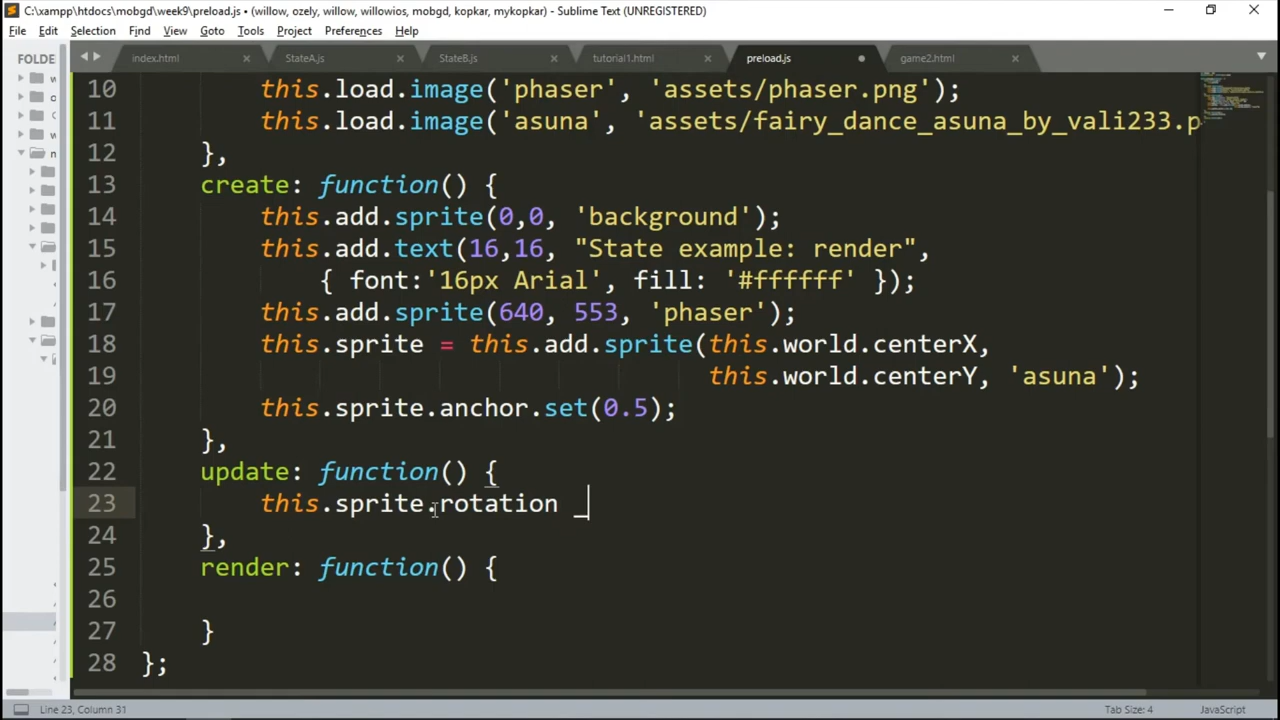 C:\xampp\htdocs\mobgd\week9\preload.js • (willow, ozely, willowios, mobgd, kopkar, mykopkar) - Sublime Text (UNREGISTERED)
File Edit Selection Find View Goto Tools Project Preferences Help
FOLDE index.html StateA.js StateB.js tutorial1.html preload.js game2.html
10 this.load.image('phaser', 'assets/phaser.png');
11 this.load.image('asuna', 'assets/fairy_dance_asuna_by_vali233.p
12 },
13 create: function() {
14 this.add.sprite(0,0, 'background');
15 this.add.text(16,16, "State example: render",
16 { font:'16px Arial', fill: '#ffffff' });
17 this.add.sprite(640, 553, 'phaser');
18 this.sprite = this.add.sprite(this.world.centerX,
19 this.world.centerY, 'asuna');
20 this.sprite.anchor.set(0.5);
21 },
22 update: function() {
23 this.sprite.rotation _
24 },
25 render: function() {
26
27 }
28 };
Line 23, Column 31 Tab Size: 4 JavaScript